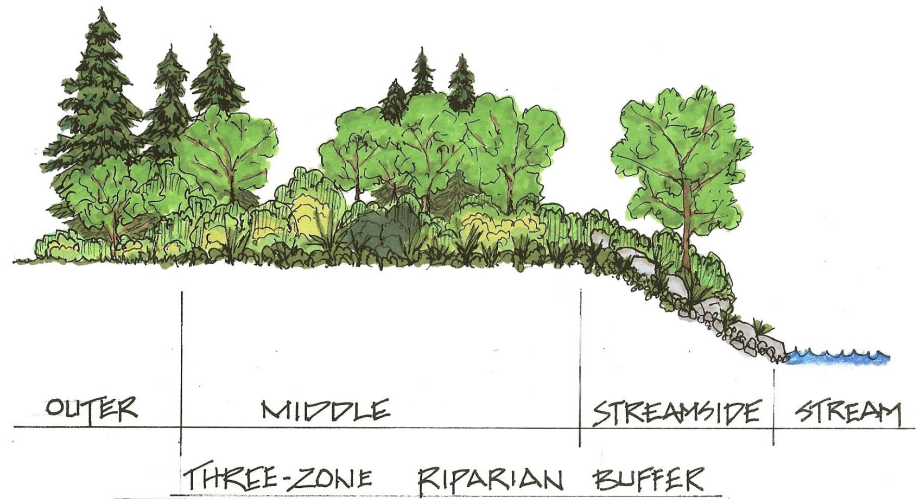 OUTER MIDDLE STREAMSIDE STREAM
THREE-ZONE RIPARIAN BUFFER